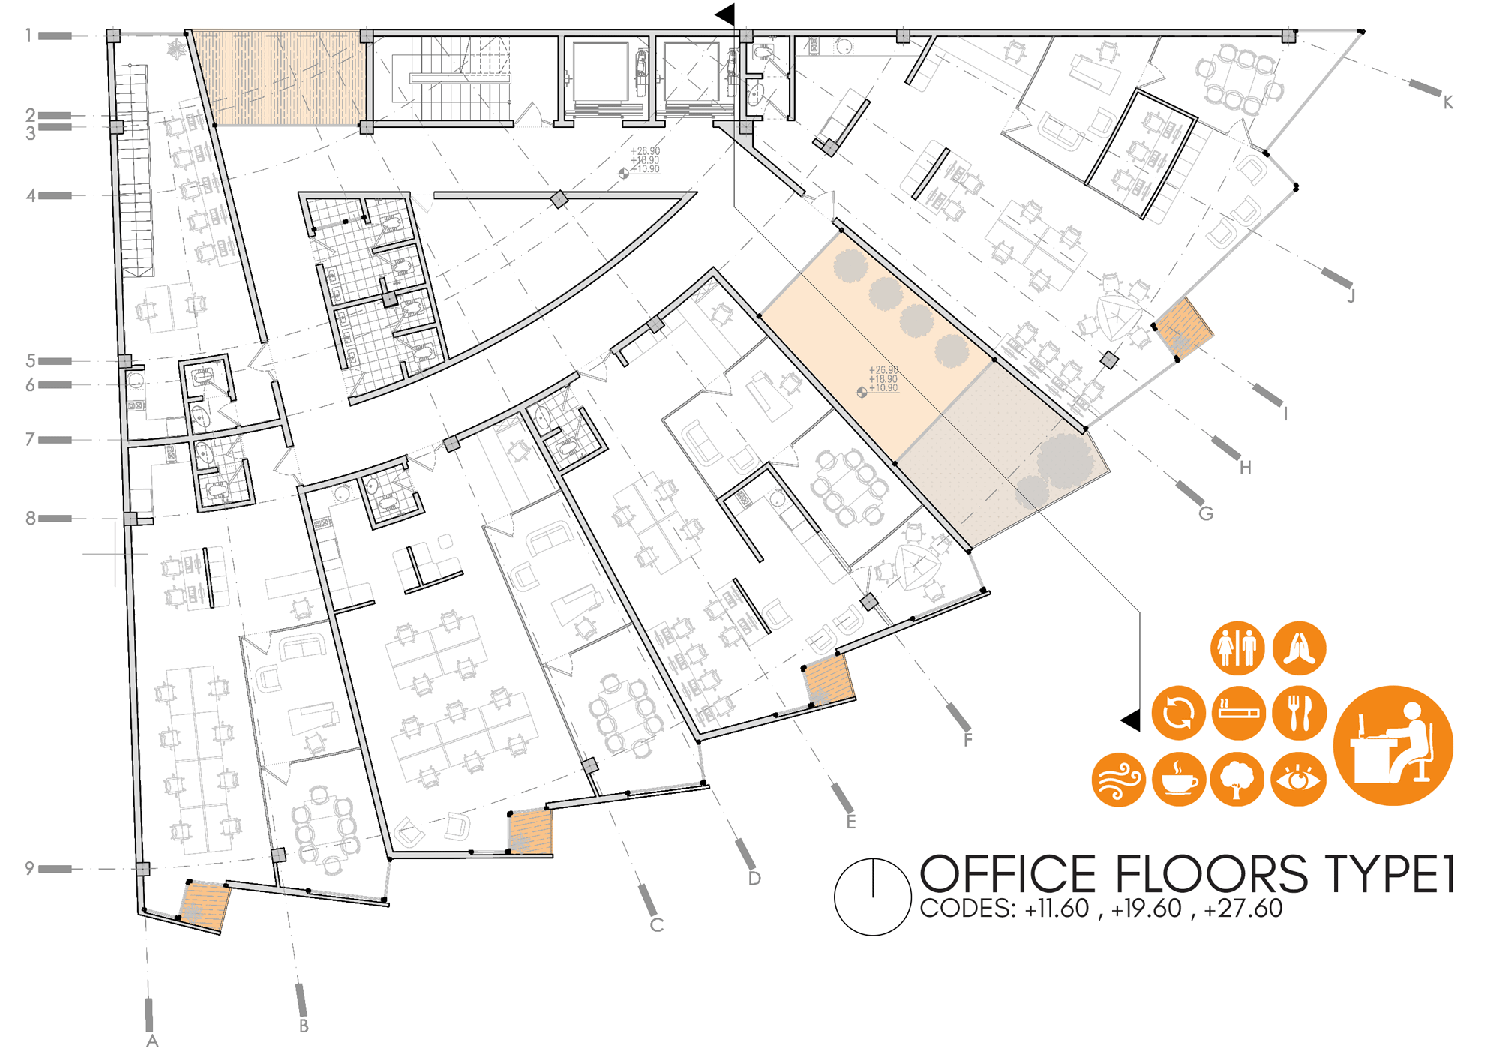 1
2
3
4
5
6
7
8
9
K
J
I
H
G
F
E
D
C
B
A
+26.90
+18.90
+10.90
+26.90
+18.90
+10.90
OFFICE FLOORS TYPE1
CODES: +11.60 , +19.60 , +27.60